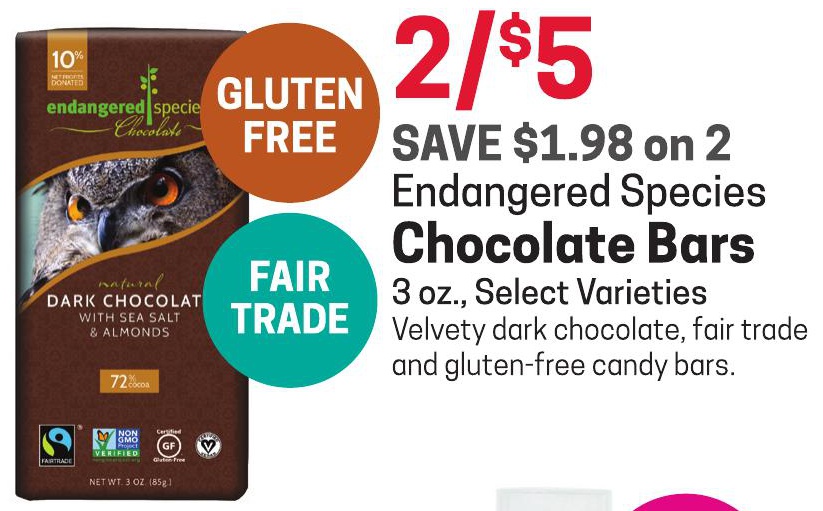 10%
NET PROFITS
DONATED
endangered specie
Chocolate
natural
DARK CHOCOLAT
WITH SEA SALT
& ALMONDS
72% cocoa
FAIRTRADE
NON
GMO
Project
VERIFIED
Certified
GF
Gluten-Free
NET WT. 3 OZ. (85g.)
GLUTEN
FREE
FAIR
TRADE
2/$5
SAVE $1.98 on 2
Endangered Species
Chocolate Bars
3 oz., Select Varieties
Velvety dark chocolate, fair trade
and gluten-free candy bars.